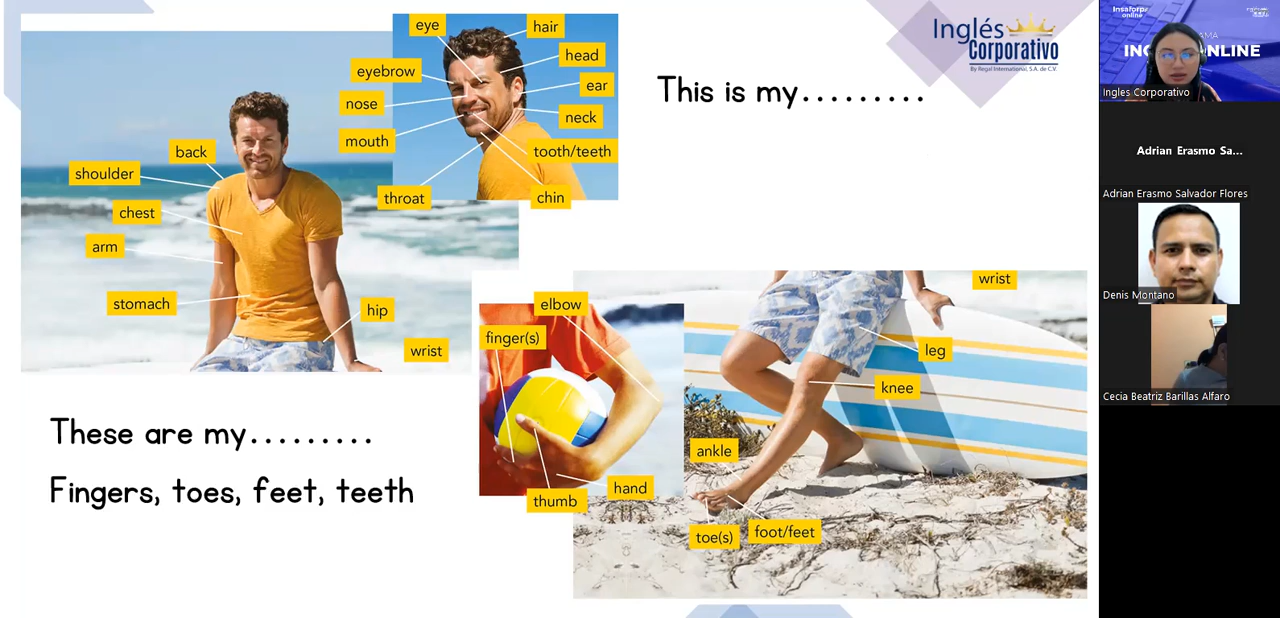 eye
hair
head
eyebrow
ear
nose
neck
mouth
tooth/teeth
throat
chin
back
shoulder
chest
arm
stomach
hip
wrist
Inglés
Corporativo
By Regal International, S.A. de C.V.
This is my.........
These are my.........
Fingers, toes, feet, teeth
elbow
finger(s)
thumb
hand
wrist
leg
knee
ankle
toe(s)
foot/feet
Insaforp
online
Ingles Corporativo
Adrian Erasmo Sa...
Adrian Erasmo Salvador Flores
Denis Montano
Cecia Beatriz Barillas Alfaro